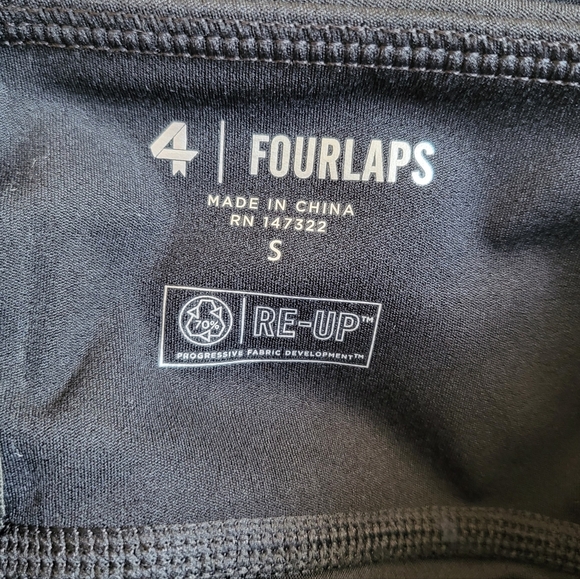 4 | FOURLAPS
MADE IN CHINA
RN 147322
S
70% | RE-UP™
PROGRESSIVE FABRIC DEVELOPMENT™